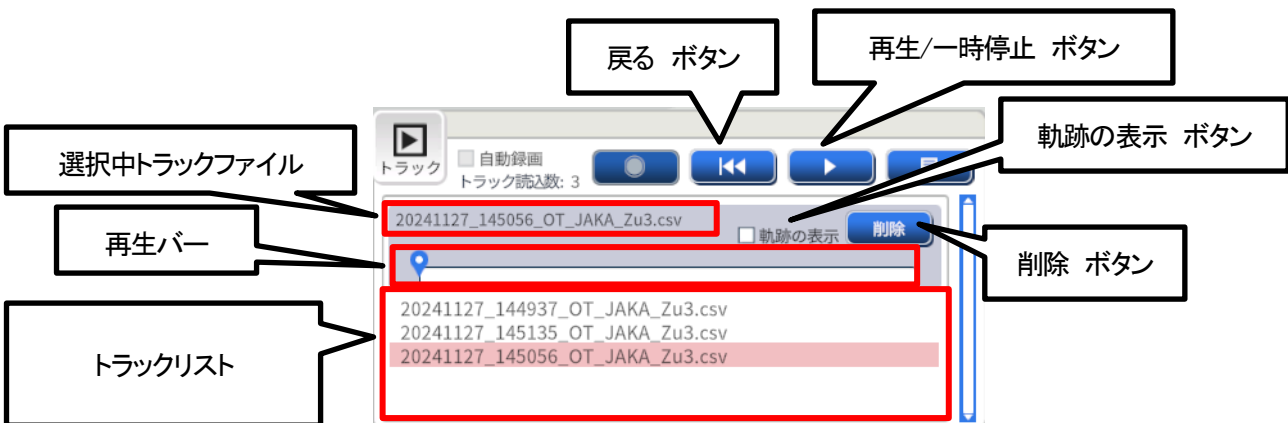 戻る ボタン
再生/一時停止 ボタン
軌跡の表示 ボタン
選択中トラックファイル
トラック
自動録画
トラック読込数: 3
20241127_145056_OT_JAKA_Zu3.csv
軌跡の表示
削除
再生バー
削除 ボタン
トラックリスト
20241127_144937_OT_JAKA_Zu3.csv
20241127_145135_OT_JAKA_Zu3.csv
20241127_145056_OT_JAKA_Zu3.csv